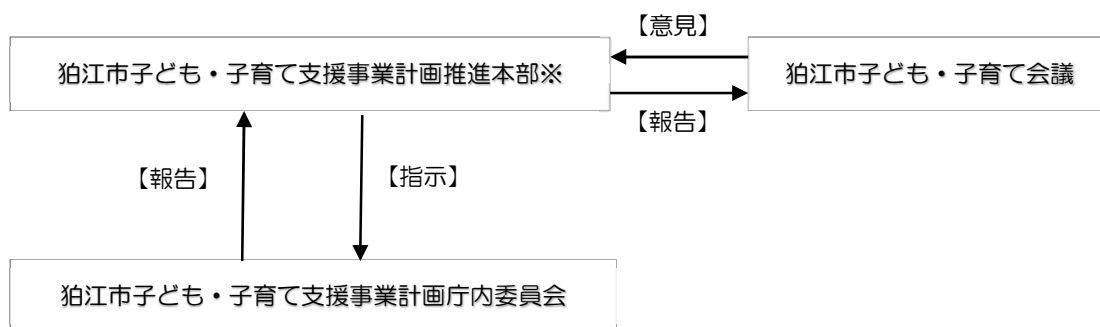 【意見】
狛江市子ども・子育て支援事業計画推進本部※
狛江市子ども・子育て会議
【報告】
【報告】
【指示】
狛江市子ども・子育て支援事業計画庁内委員会